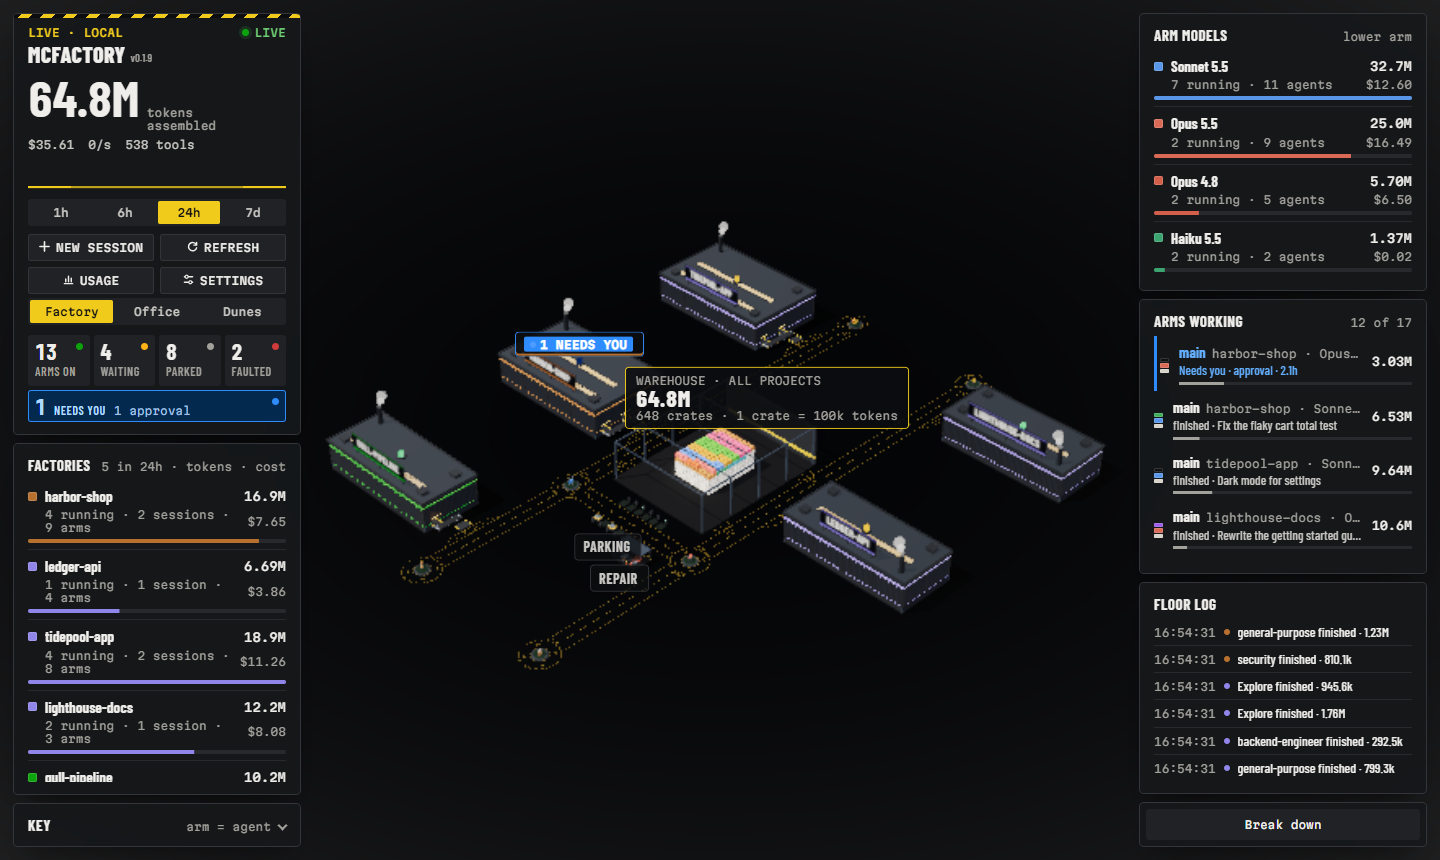 LIVE · LOCAL
LIVE
MCFACTORY v0.1.9
64.8M tokens assembled
$35.61 0/s 538 tools
1h 6h 24h 7d
NEW SESSION
REFRESH
USAGE
SETTINGS
Factory Office Dunes
13 ARMS ON
4 WAITING
8 PARKED
2 FAULTED
1 NEEDS YOU 1 approval
FACTORIES 5 in 24h · tokens · cost
harbor-shop 16.9M
4 running · 2 sessions · 9 arms $7.65
ledger-api 6.69M
1 running · 1 session · 4 arms $3.86
tidepool-app 18.9M
4 running · 2 sessions · 8 arms $11.26
lighthouse-docs 12.2M
2 running · 1 session · 3 arms $8.08
gull-pipeline 10.2M
KEY arm = agent
1 NEEDS YOU
WAREHOUSE · ALL PROJECTS
64.8M
648 crates · 1 crate = 100k tokens
PARKING
REPAIR
ARM MODELS lower arm
Sonnet 5.5 32.7M
7 running · 11 agents $12.60
Opus 5.5 25.0M
2 running · 9 agents $16.49
Opus 4.8 5.70M
2 running · 5 agents $6.50
Haiku 5.5 1.37M
2 running · 2 agents $0.02
ARMS WORKING 12 of 17
main harbor-shop · Opus… 3.03M
Needs you · approval · 2.1h
main harbor-shop · Sonne… 6.53M
finished · Fix the flaky cart total test
main tidepool-app · Sonn… 9.64M
finished · Dark mode for settings
main lighthouse-docs · O… 10.6M
finished · Rewrite the getting started gu…
FLOOR LOG
16:54:31 general-purpose finished · 1.23M
16:54:31 security finished · 810.1k
16:54:31 Explore finished · 945.6k
16:54:31 Explore finished · 1.76M
16:54:31 backend-engineer finished · 292.5k
16:54:31 general-purpose finished · 799.3k
Break down